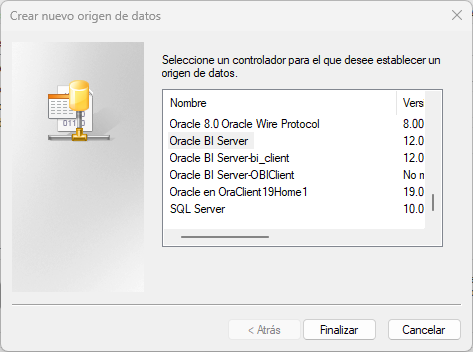 Crear nuevo origen de datos
Seleccione un controlador para el que desee establecer un
origen de datos.
Nombre Vers
Oracle 8.0 Oracle Wire Protocol 8.00
Oracle BI Server 12.0
Oracle BI Server-bi_client 12.0
Oracle BI Server-OBIClient No m
Oracle en OraClient19Home1 19.0
SQL Server 10.0
< Atrás Finalizar Cancelar